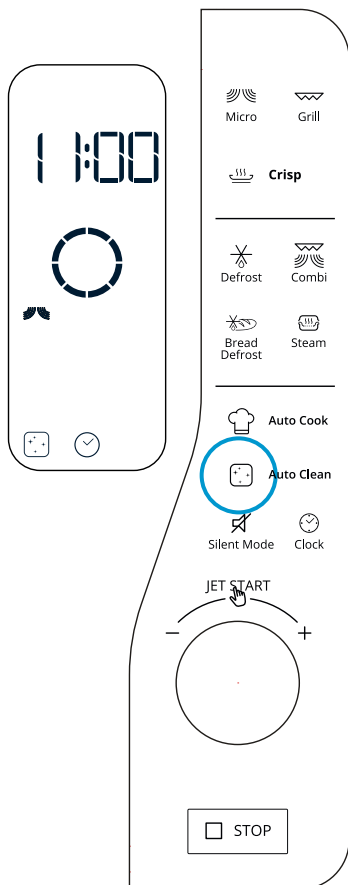 11:00
Micro
Grill
Crisp
Defrost
Combi
Bread
Defrost
Steam
Auto Cook
Auto Clean
Silent Mode
Clock
JET START
− +
STOP